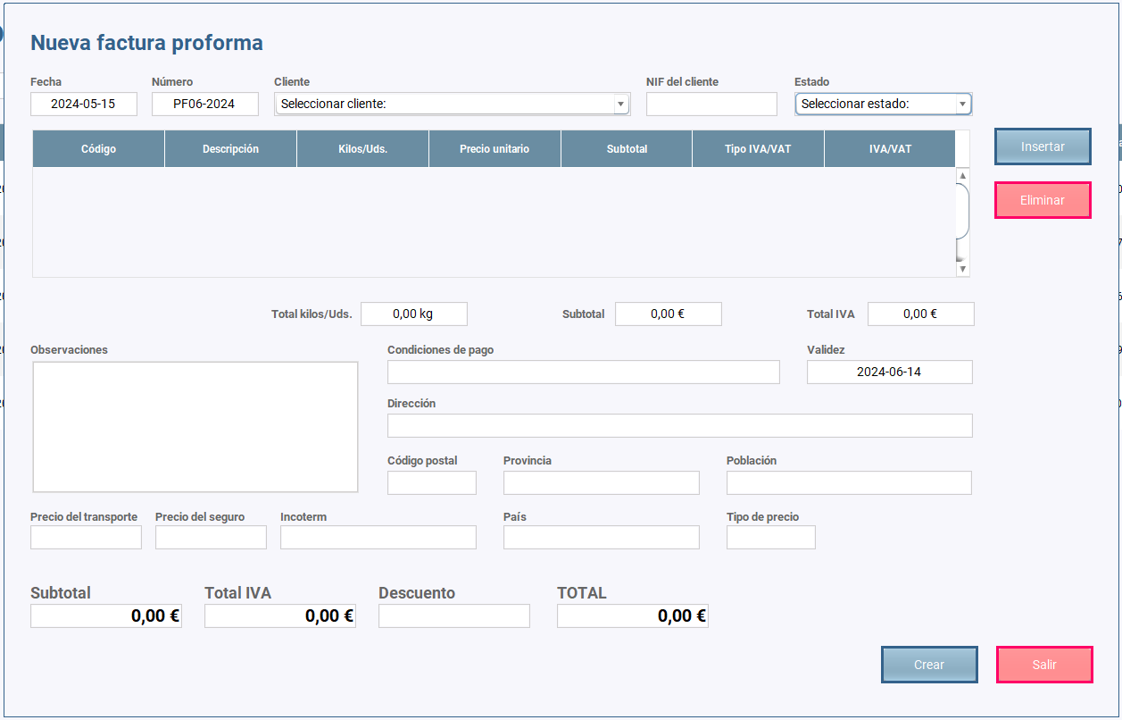 Nueva factura proforma
Fecha Número Cliente NIF del cliente Estado
2024-05-15 PF06-2024 Seleccionar cliente: Seleccionar estado:
Código Descripción Kilos/Uds. Precio unitario Subtotal Tipo IVA/VAT IVA/VAT
Insertar
Eliminar
Total kilos/Uds. 0,00 kg Subtotal 0,00 € Total IVA 0,00 €
Observaciones Condiciones de pago Validez
2024-06-14
Dirección
Código postal Provincia Población
Precio del transporte Precio del seguro Incoterm País Tipo de precio
Subtotal Total IVA Descuento TOTAL
0,00 € 0,00 € 0,00 €
Crear Salir